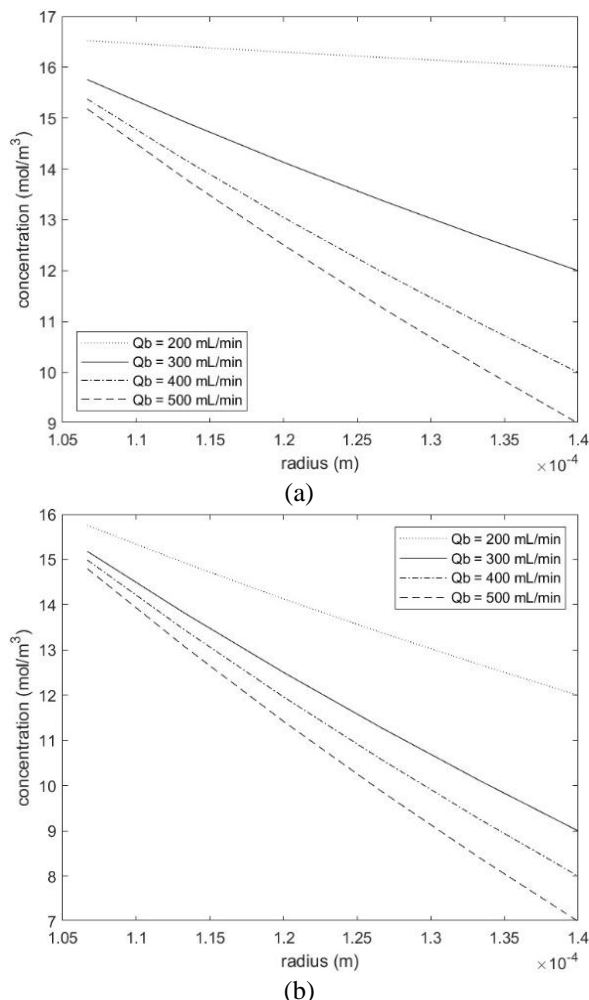 17
16
15
14
13
12
11
10
9
concentration (mol/m³)
Qb = 200 mL/min
Qb = 300 mL/min
Qb = 400 mL/min
Qb = 500 mL/min
1.05 1.1 1.15 1.2 1.25 1.3 1.35 1.4
radius (m) ×10⁻⁴
(a)
16
15
14
13
12
11
10
9
8
7
concentration (mol/m³)
Qb = 200 mL/min
Qb = 300 mL/min
Qb = 400 mL/min
Qb = 500 mL/min
1.05 1.1 1.15 1.2 1.25 1.3 1.35 1.4
radius (m) ×10⁻⁴
(b)